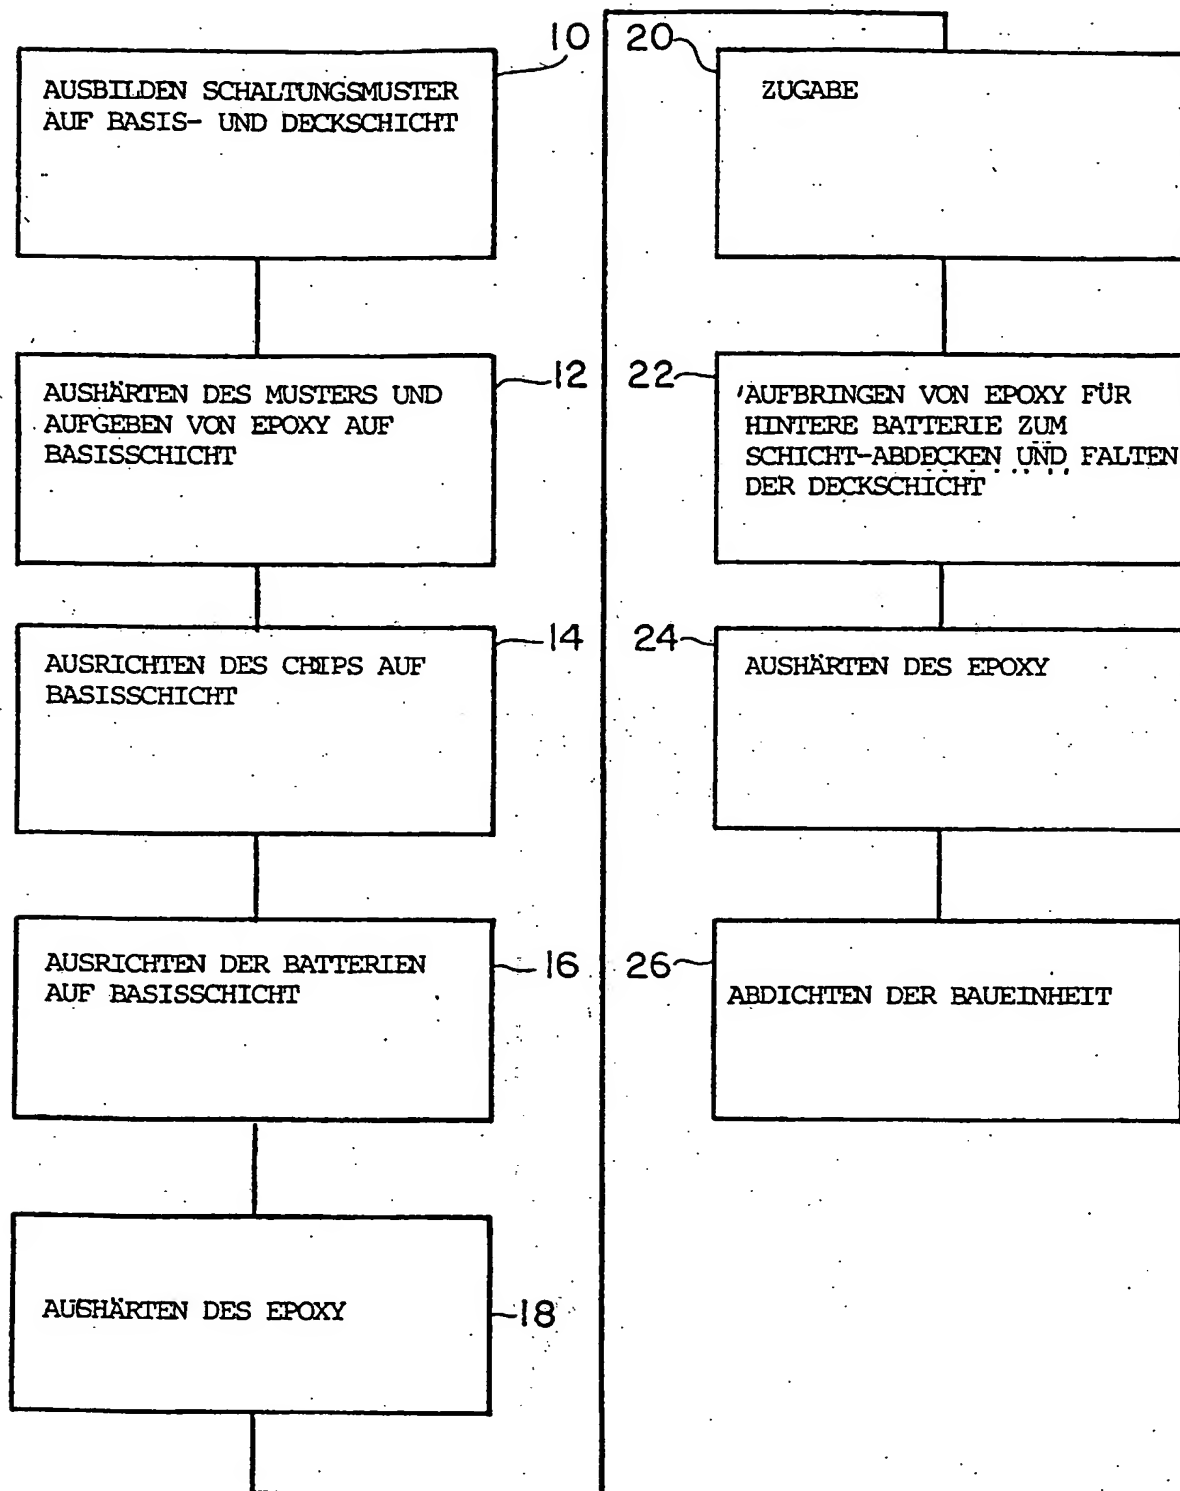 10
AUSBILDEN SCHALTUNGSMUSTER
AUF BASIS- UND DECKSCHICHT
12
AUSHÄRTEN DES MUSTERS UND
AUFGEBEN VON EPOXY AUF
BASISSCHICHT
14
AUSRICHTEN DES CHIPS AUF
BASISSCHICHT
16
AUSRICHTEN DER BATTERIEN
AUF BASISSCHICHT
18
AUSHÄRTEN DES EPOXY
20
ZUGABE
22
AUFBRINGEN VON EPOXY FÜR
HINTERE BATTERIE ZUM
SCHICHT-ABDECKEN UND FALTEN
DER DECKSCHICHT
24
AUSHÄRTEN DES EPOXY
26
ABDICHTEN DER BAUEINHEIT